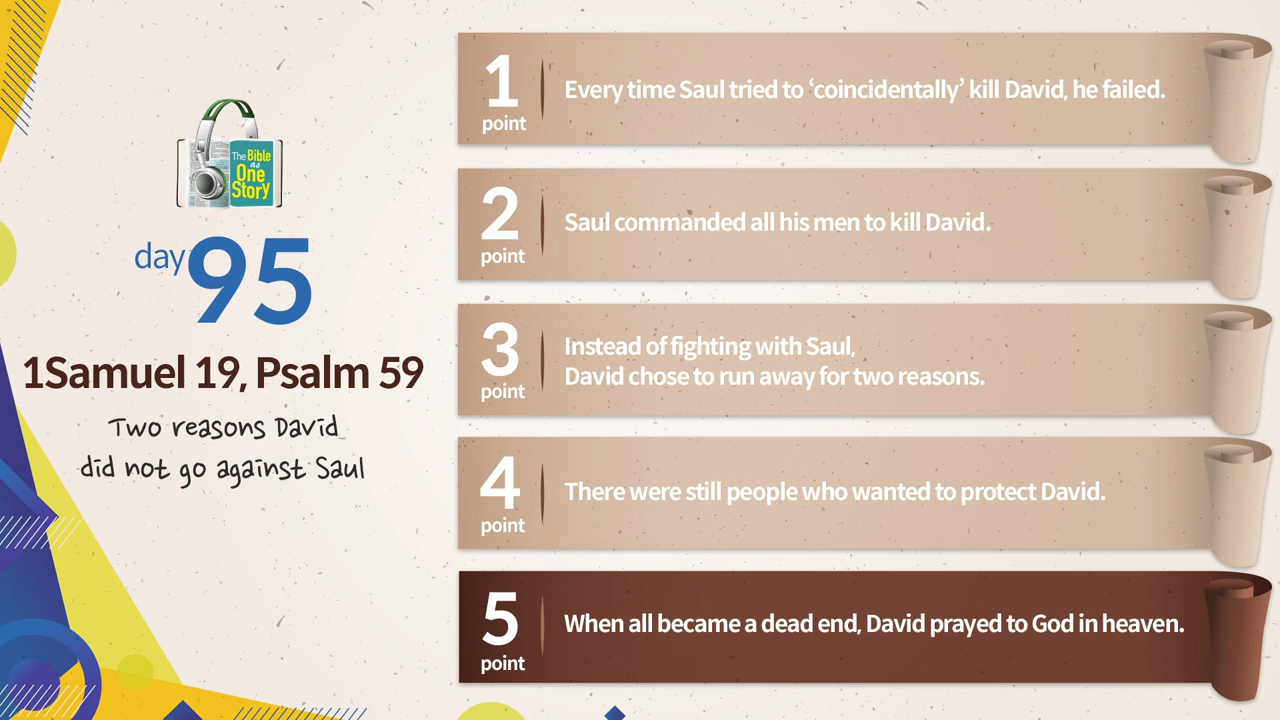 The Bible
as
One
Story
day 95
1Samuel 19, Psalm 59
Two reasons David
did not go against Saul
1
point
Every time Saul tried to ‘coincidentally’ kill David, he failed.
2
point
Saul commanded all his men to kill David.
3
point
Instead of fighting with Saul,
David chose to run away for two reasons.
4
point
There were still people who wanted to protect David.
5
point
When all became a dead end, David prayed to God in heaven.